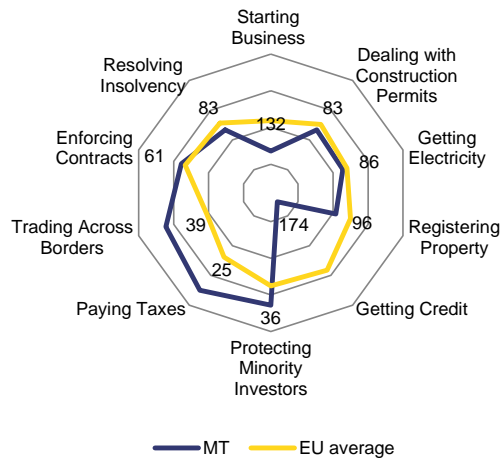 Starting
Business
Dealing with
Construction
Permits
Getting
Electricity
Registering
Property
Getting Credit
Protecting
Minority
Investors
Paying Taxes
Trading Across
Borders
Enforcing
Contracts
Resolving
Insolvency
132
83
86
96
174
36
25
39
61
83
MT
EU average